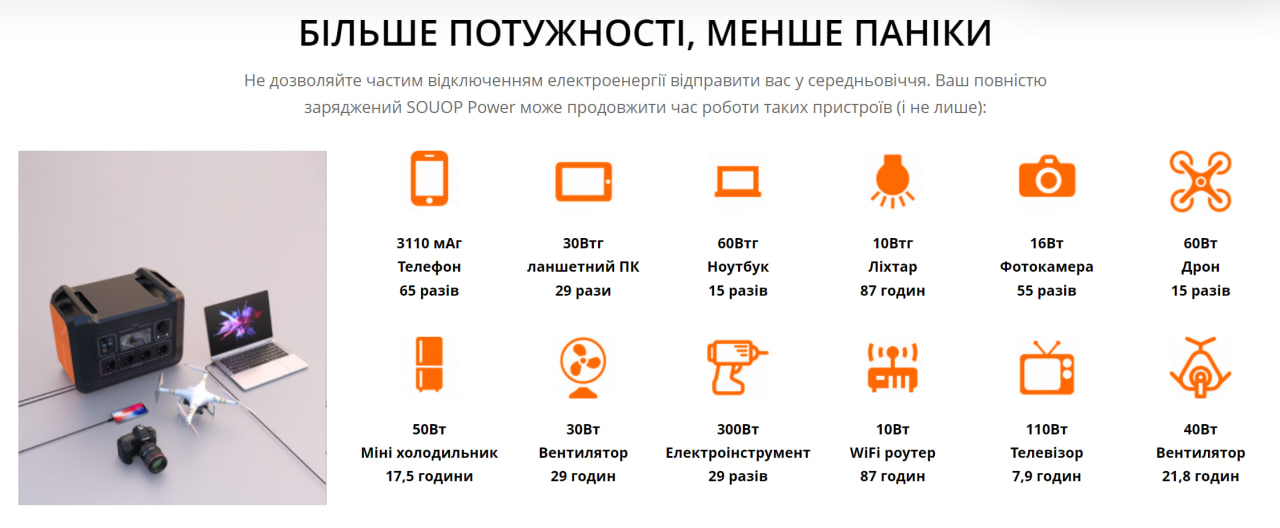 БІЛЬШЕ ПОТУЖНОСТІ, МЕНШЕ ПАНІКИ
Не дозволяйте частим відключенням електроенергії відправити вас у середньовіччя. Ваш повністю
заряджений SOUOP Power може продовжити час роботи таких пристроїв (і не лише):
3110 мАг
Телефон
65 разів
30Втг
ланшетний ПК
29 рази
60Втг
Ноутбук
15 разів
10Втг
Ліхтар
87 годин
16Вт
Фотокамера
55 разів
60Вт
Дрон
15 разів
50Вт
Міні холодильник
17,5 години
30Вт
Вентилятор
29 годин
300Вт
Електроінструмент
29 разів
10Вт
WiFi роутер
87 годин
110Вт
Телевізор
7,9 годин
40Вт
Вентилятор
21,8 годин